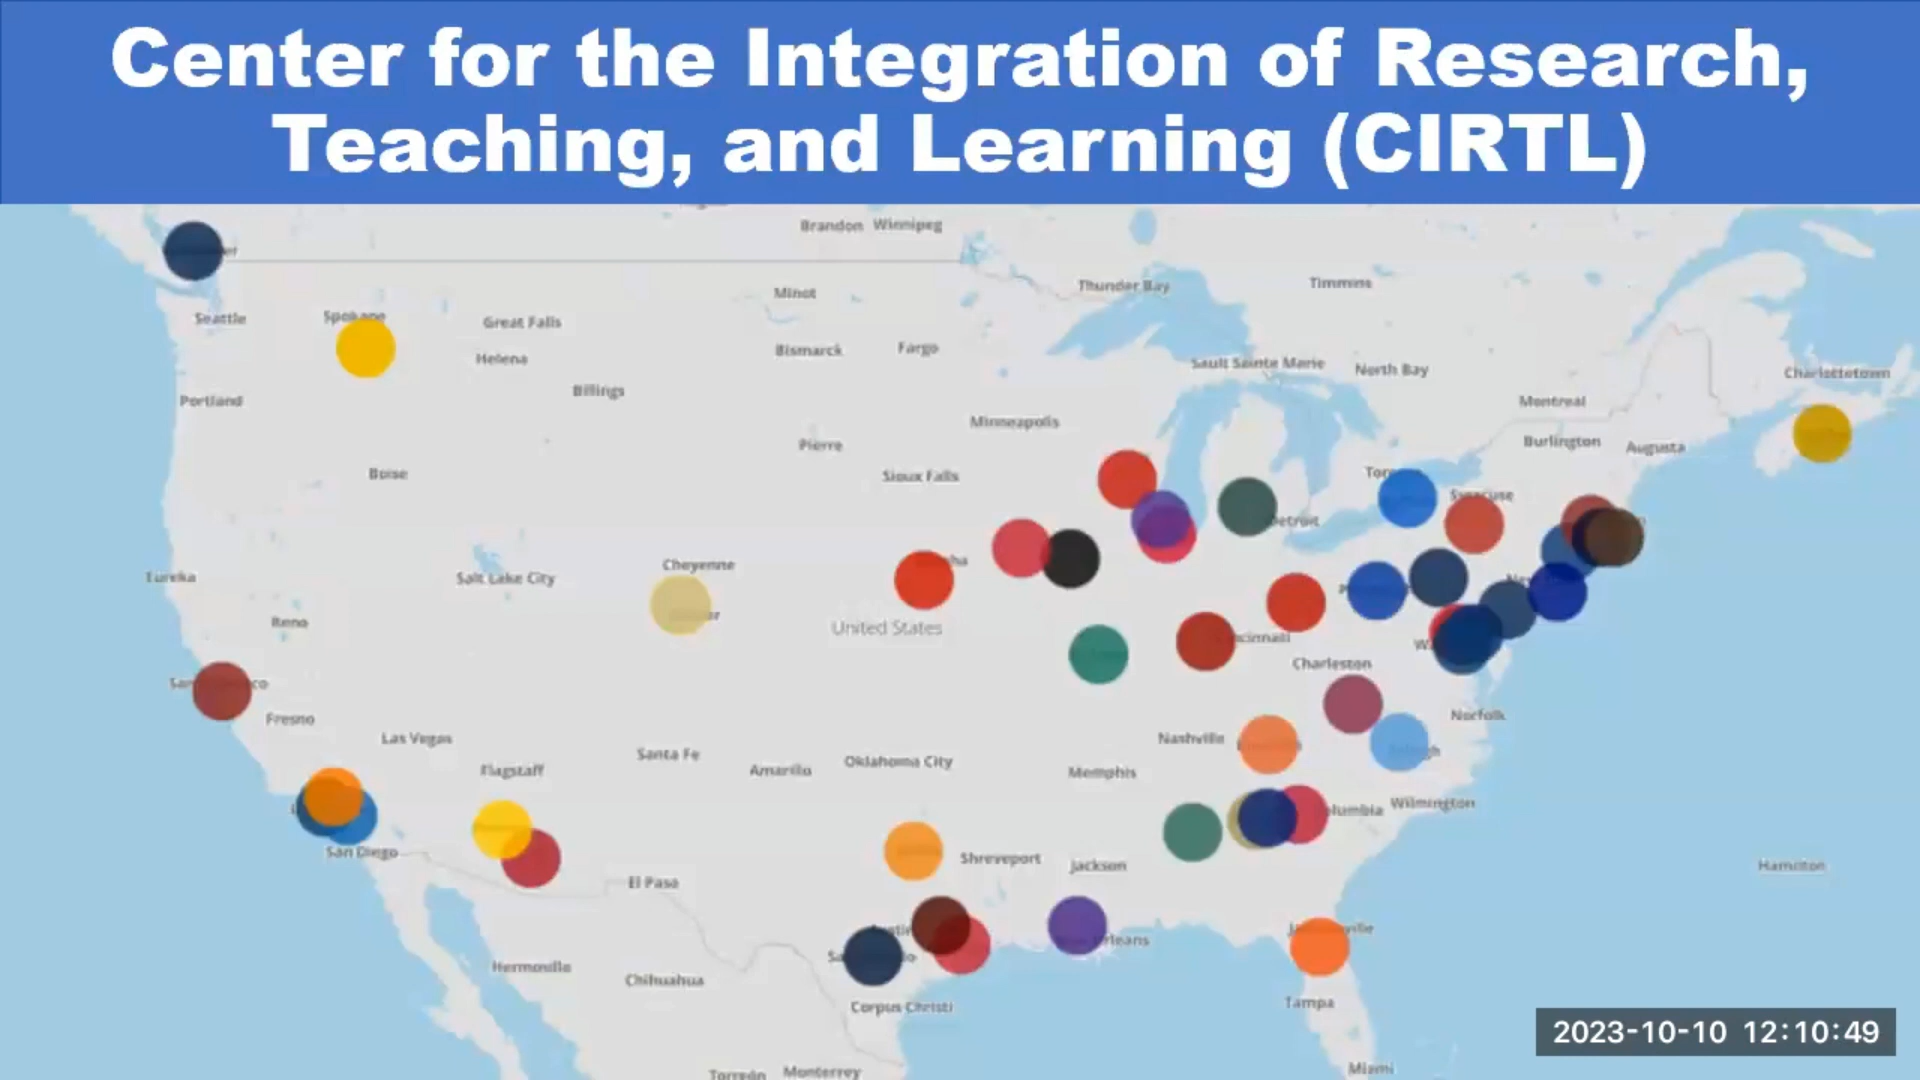 Center for the Integration of Research,
Teaching, and Learning (CIRTL)
Brandon Winnipeg
Thunder Bay
Timmins
Minot
Seattle
Spokane
Great Falls
Bismarck
Fargo
Helena
Sault Sainte Marie
North Bay
Charlottetown
Billings
Portland
Montreal
Minneapolis
Burlington
Augusta
Pierre
Boise
Sioux Falls
Syracuse
Detroit
Cheyenne
Eureka
Salt Lake City
Reno
United States
Charleston
Fresno
Norfolk
Las Vegas
Nashville
Santa Fe
Oklahoma City
Flagstaff
Amarillo
Memphis
Wilmington
San Diego
Shreveport
Jackson
Hamilton
El Paso
Hermosillo
Chihuahua
Corpus Christi
Tampa
2023-10-10 12:10:49
Miami
Torreón
Monterrey